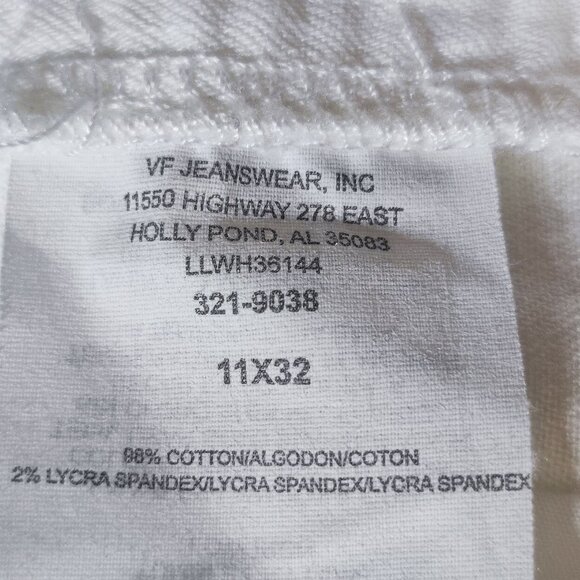 VF JEANSWEAR, INC
11550 HIGHWAY 278 EAST
HOLLY POND, AL 35083
LLWH36144
321-9038
11X32
98% COTTON/ALGODON/COTON
2% LYCRA SPANDEX/LYCRA SPANDEX/LYCRA SPANDEX